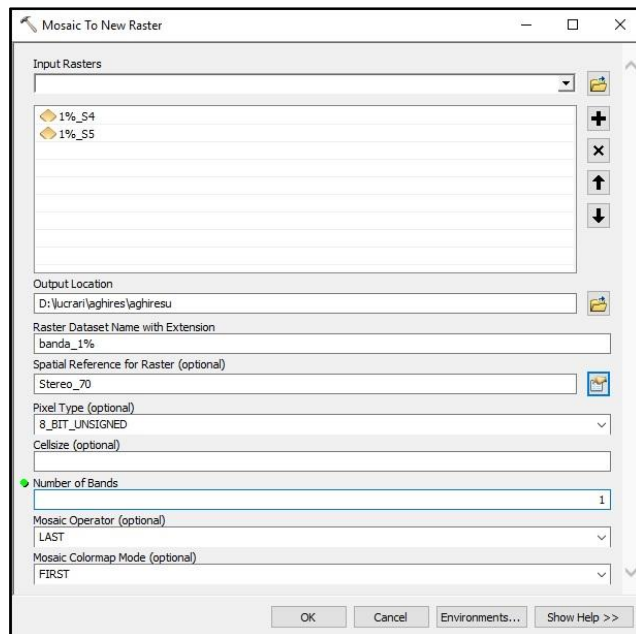 Mosaic To New Raster
Input Rasters
1%_S4
1%_S5
Output Location
D:\lucrari\aghires\aghiresu
Raster Dataset Name with Extension
banda_1%
Spatial Reference for Raster (optional)
Stereo_70
Pixel Type (optional)
8_BIT_UNSIGNED
Cellsize (optional)
Number of Bands
1
Mosaic Operator (optional)
LAST
Mosaic Colormap Mode (optional)
FIRST
OK Cancel Environments... Show Help >>